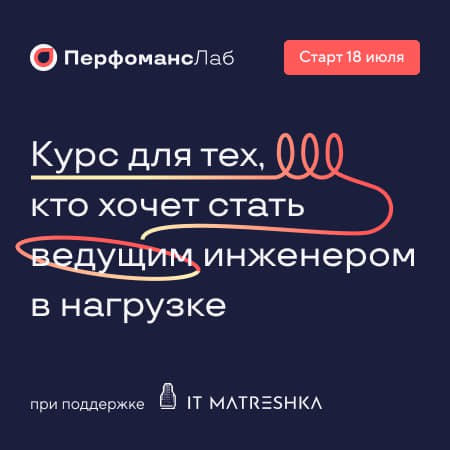 ПерфомансЛаб
Старт 18 июля
Курс для тех,
кто хочет стать
ведущим инженером
в нагрузке
при поддержке IT MATRESHKA